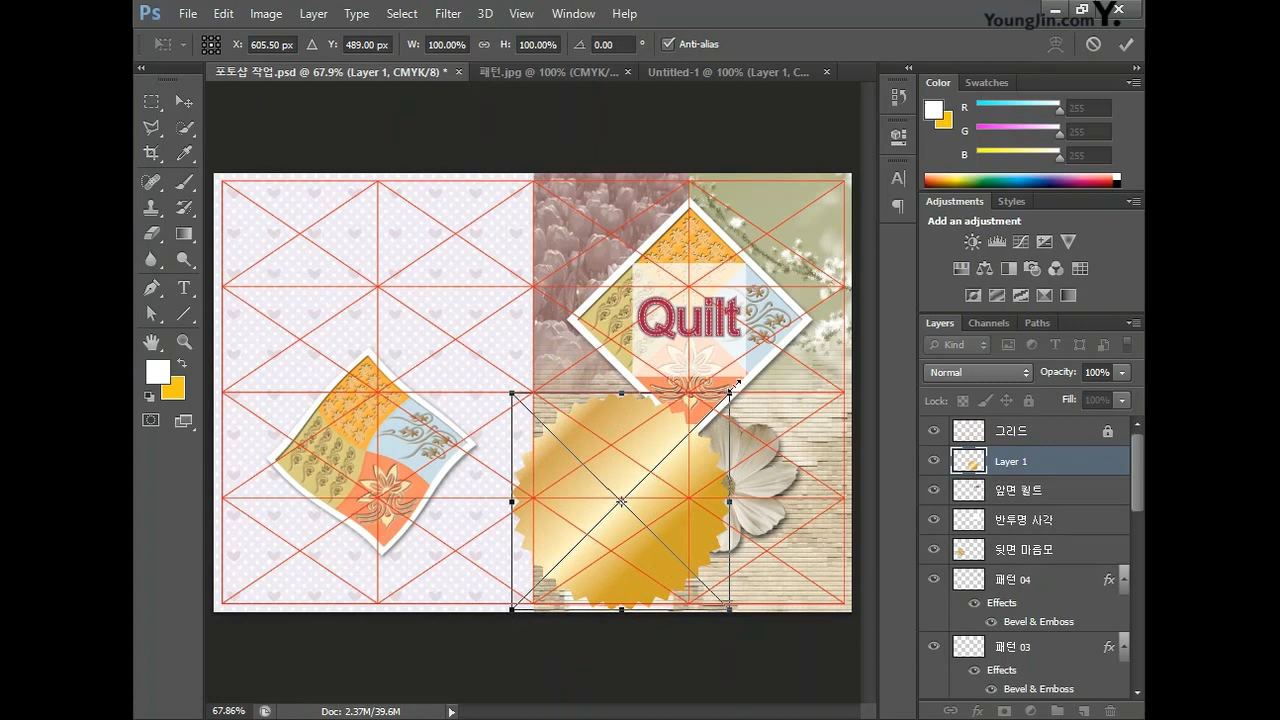 YoungJin.com Y.
Ps File Edit Image Layer Type Select Filter 3D View Window Help
X: 605.50 px Y: 489.00 px W: 100.00% H: 100.00% 0.00 ° Anti-alias
포토샵 작업.psd @ 67.9% (Layer 1, CMYK/8) * × 패턴.jpg @ 100% (CMYK/... × Untitled-1 @ 100% (Layer 1, C... ×
Color Swatches
R 255
G 255
B 255
Adjustments Styles
Add an adjustment
Quilt
Layers Channels Paths
Kind
Normal Opacity: 100%
Lock: Fill: 100%
그리드
Layer 1
앞면 퀼트
반투명 사각
뒷면 마름모
패턴 04 fx
Effects
Bevel & Emboss
패턴 03 fx
Effects
Bevel & Emboss
67.86% Doc: 2.37M/39.6M